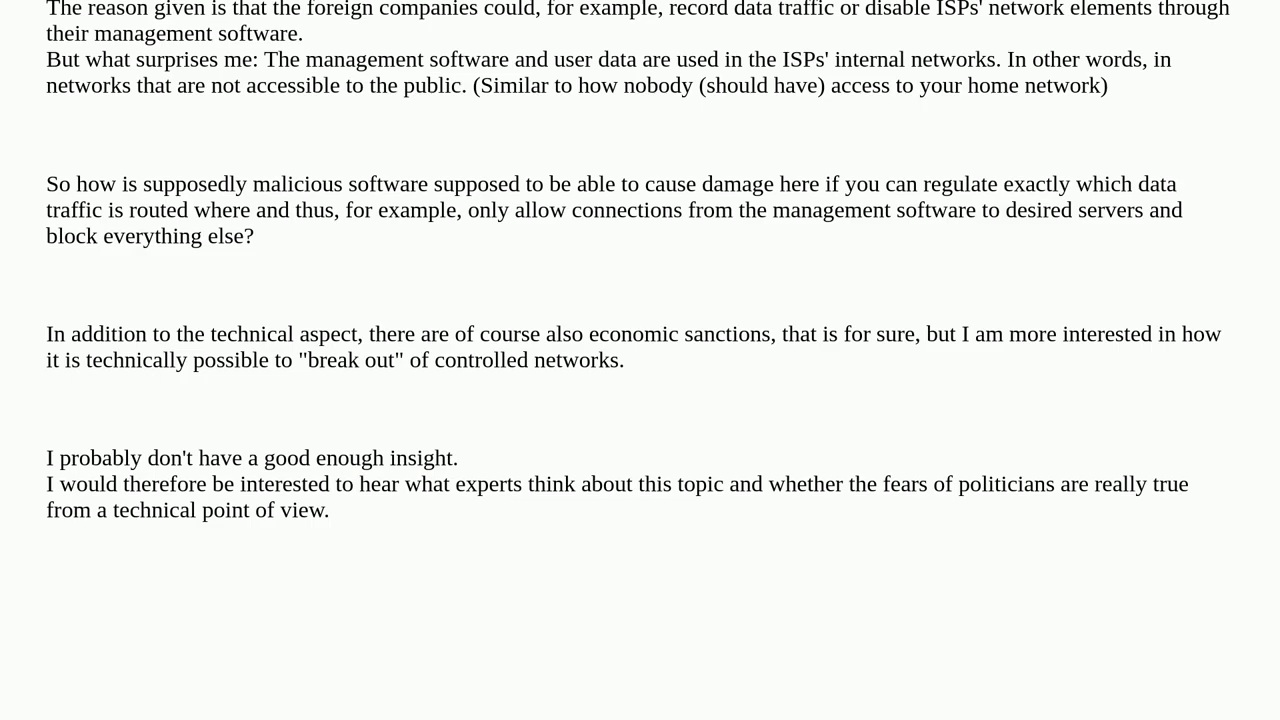 The reason given is that the foreign companies could, for example, record data traffic or disable ISPs' network elements through
their management software.
But what surprises me: The management software and user data are used in the ISPs' internal networks. In other words, in
networks that are not accessible to the public. (Similar to how nobody (should have) access to your home network)
So how is supposedly malicious software supposed to be able to cause damage here if you can regulate exactly which data
traffic is routed where and thus, for example, only allow connections from the management software to desired servers and
block everything else?
In addition to the technical aspect, there are of course also economic sanctions, that is for sure, but I am more interested in how
it is technically possible to "break out" of controlled networks.
I probably don't have a good enough insight.
I would therefore be interested to hear what experts think about this topic and whether the fears of politicians are really true
from a technical point of view.